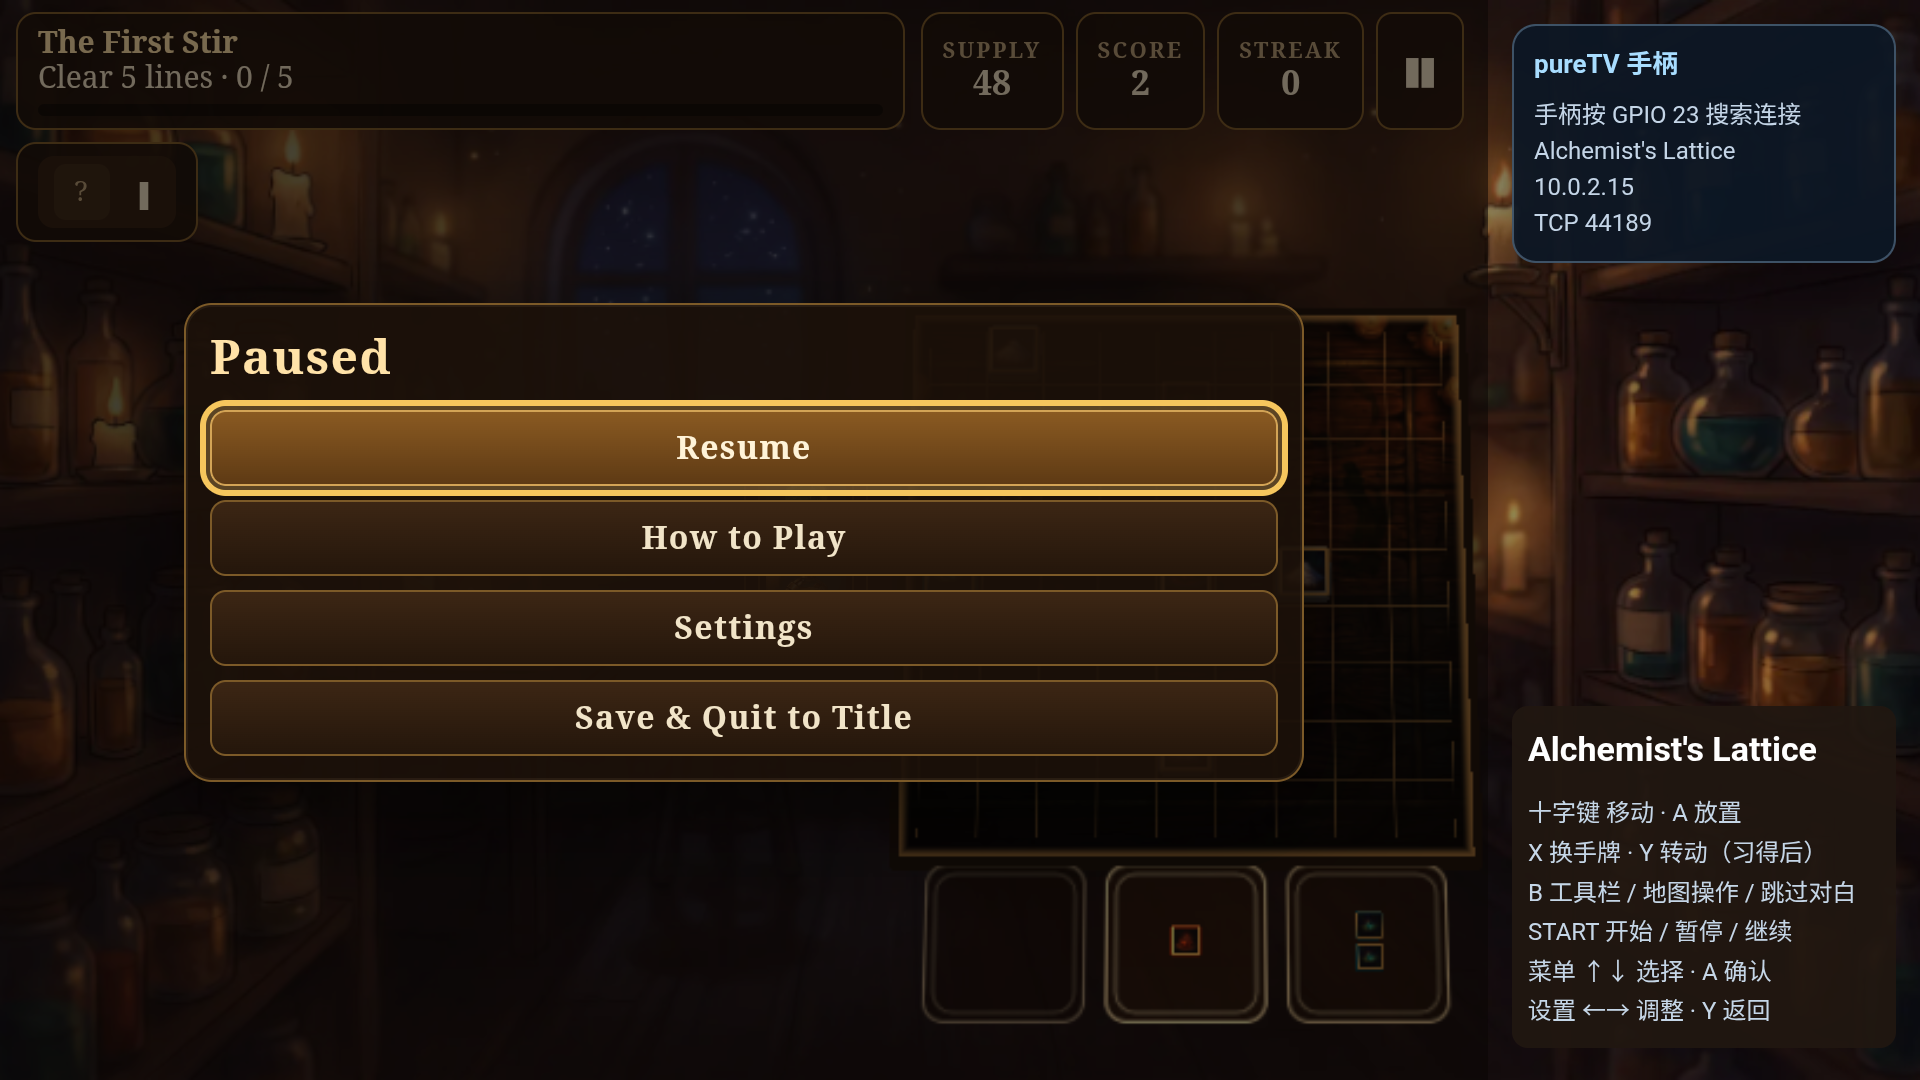 The First Stir
Clear 5 lines · 0 / 5
SUPPLY
48
SCORE
2
STREAK
0
?
Paused
Resume
How to Play
Settings
Save & Quit to Title
pureTV 手柄
手柄按 GPIO 23 搜索连接
Alchemist's Lattice
10.0.2.15
TCP 44189
Alchemist's Lattice
十字键 移动 · A 放置
X 换手牌 · Y 转动（习得后）
B 工具栏 / 地图操作 / 跳过对白
START 开始 / 暂停 / 继续
菜单 ↑↓ 选择 · A 确认
设置 ←→ 调整 · Y 返回